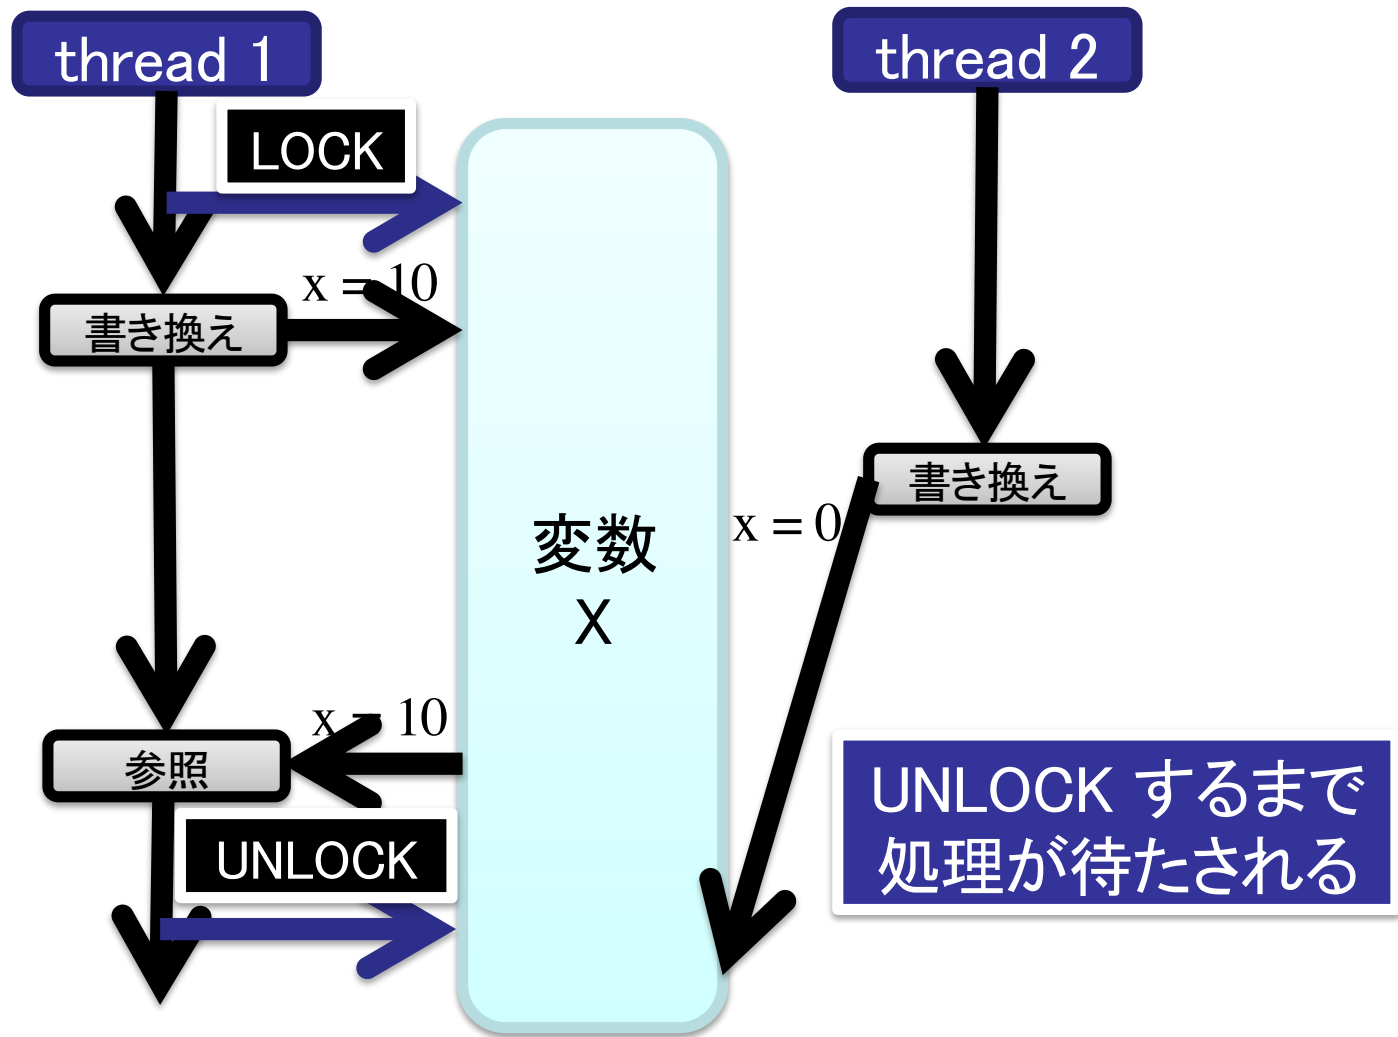 thread 1
thread 2
LOCK
x = 10
書き換え
書き換え
x = 0
変数
X
x = 10
参照
UNLOCK
UNLOCK するまで
処理が待たされる